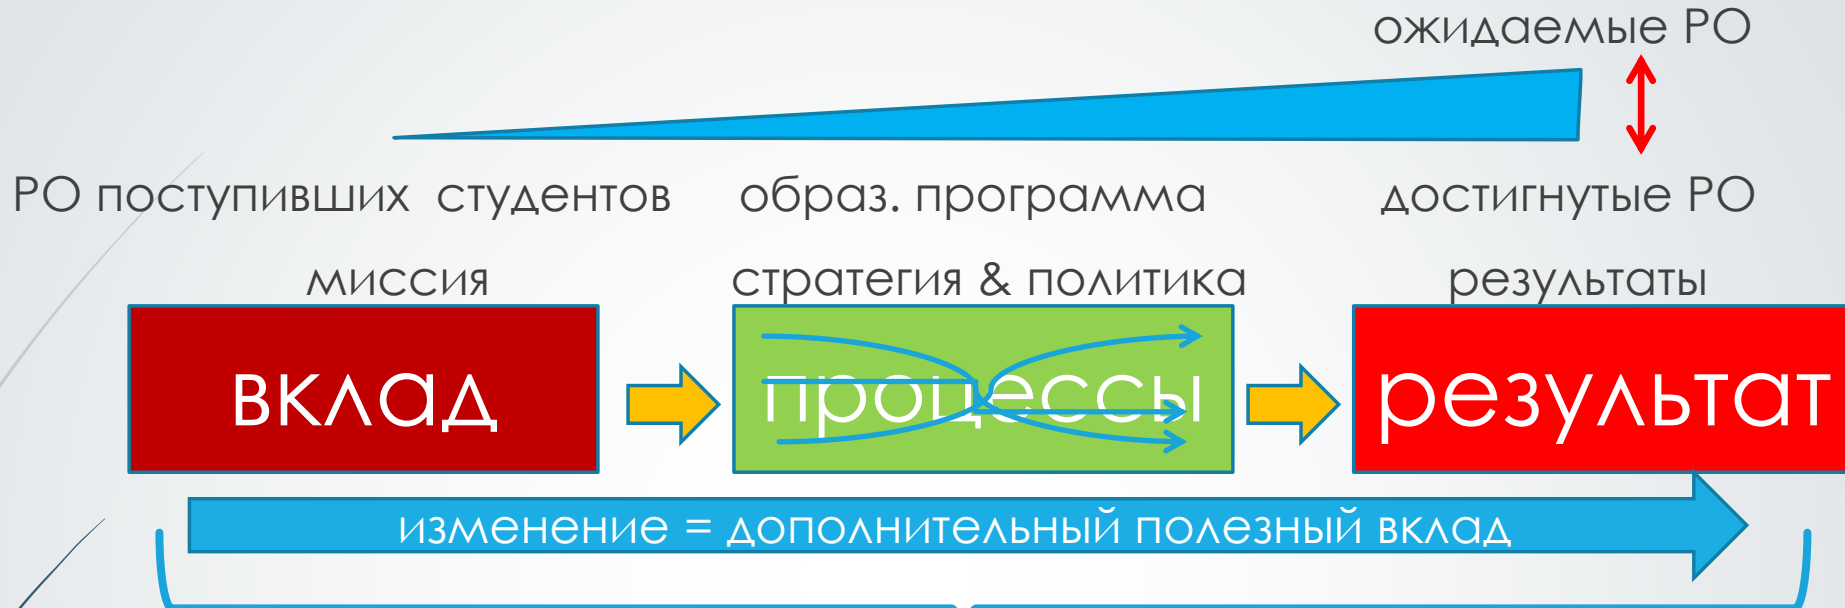 ожидаемые РО
РО поступивших студентов образ. программа достигнутые РО
миссия стратегия & политика результаты
вклад процессы результат
изменение = дополнительный полезный вклад